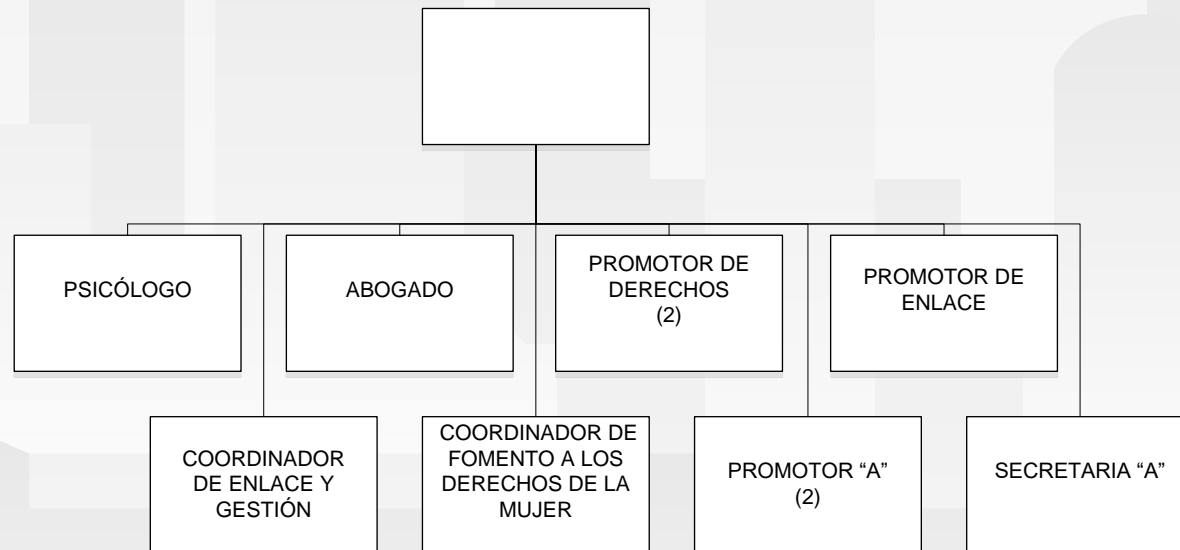 PSICÓLOGO
ABOGADO
PROMOTOR DE
DERECHOS
(2)
PROMOTOR DE
ENLACE
COORDINADOR
DE ENLACE Y
GESTIÓN
COORDINADOR DE
FOMENTO A LOS
DERECHOS DE LA
MUJER
PROMOTOR “A”
(2)
SECRETARIA “A”